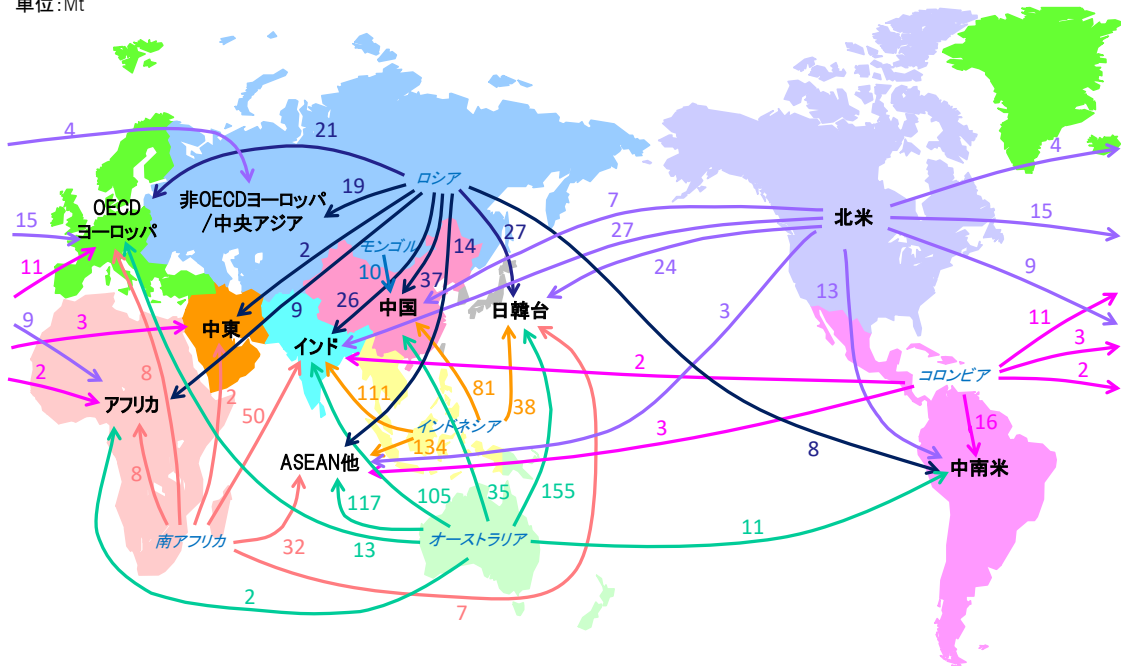 単位:Mt
4
21
ロシア
4
19
非OECDヨーロッパ
/中央アジア
7
OECD
ヨーロッパ
15
北米
15
27
27
2
モンゴル
14
11
10
37
24
9
9
26
中国
日韓台
3
13
9
3
中東
インド
11
3
2
8
2
コロンビア
2
アフリカ
50
111
81
38
16
インドネシア
3
134
8
ASEAN他
8
中南米
117
105
35
155
南アフリカ
32
13
オーストラリア
11
2
7